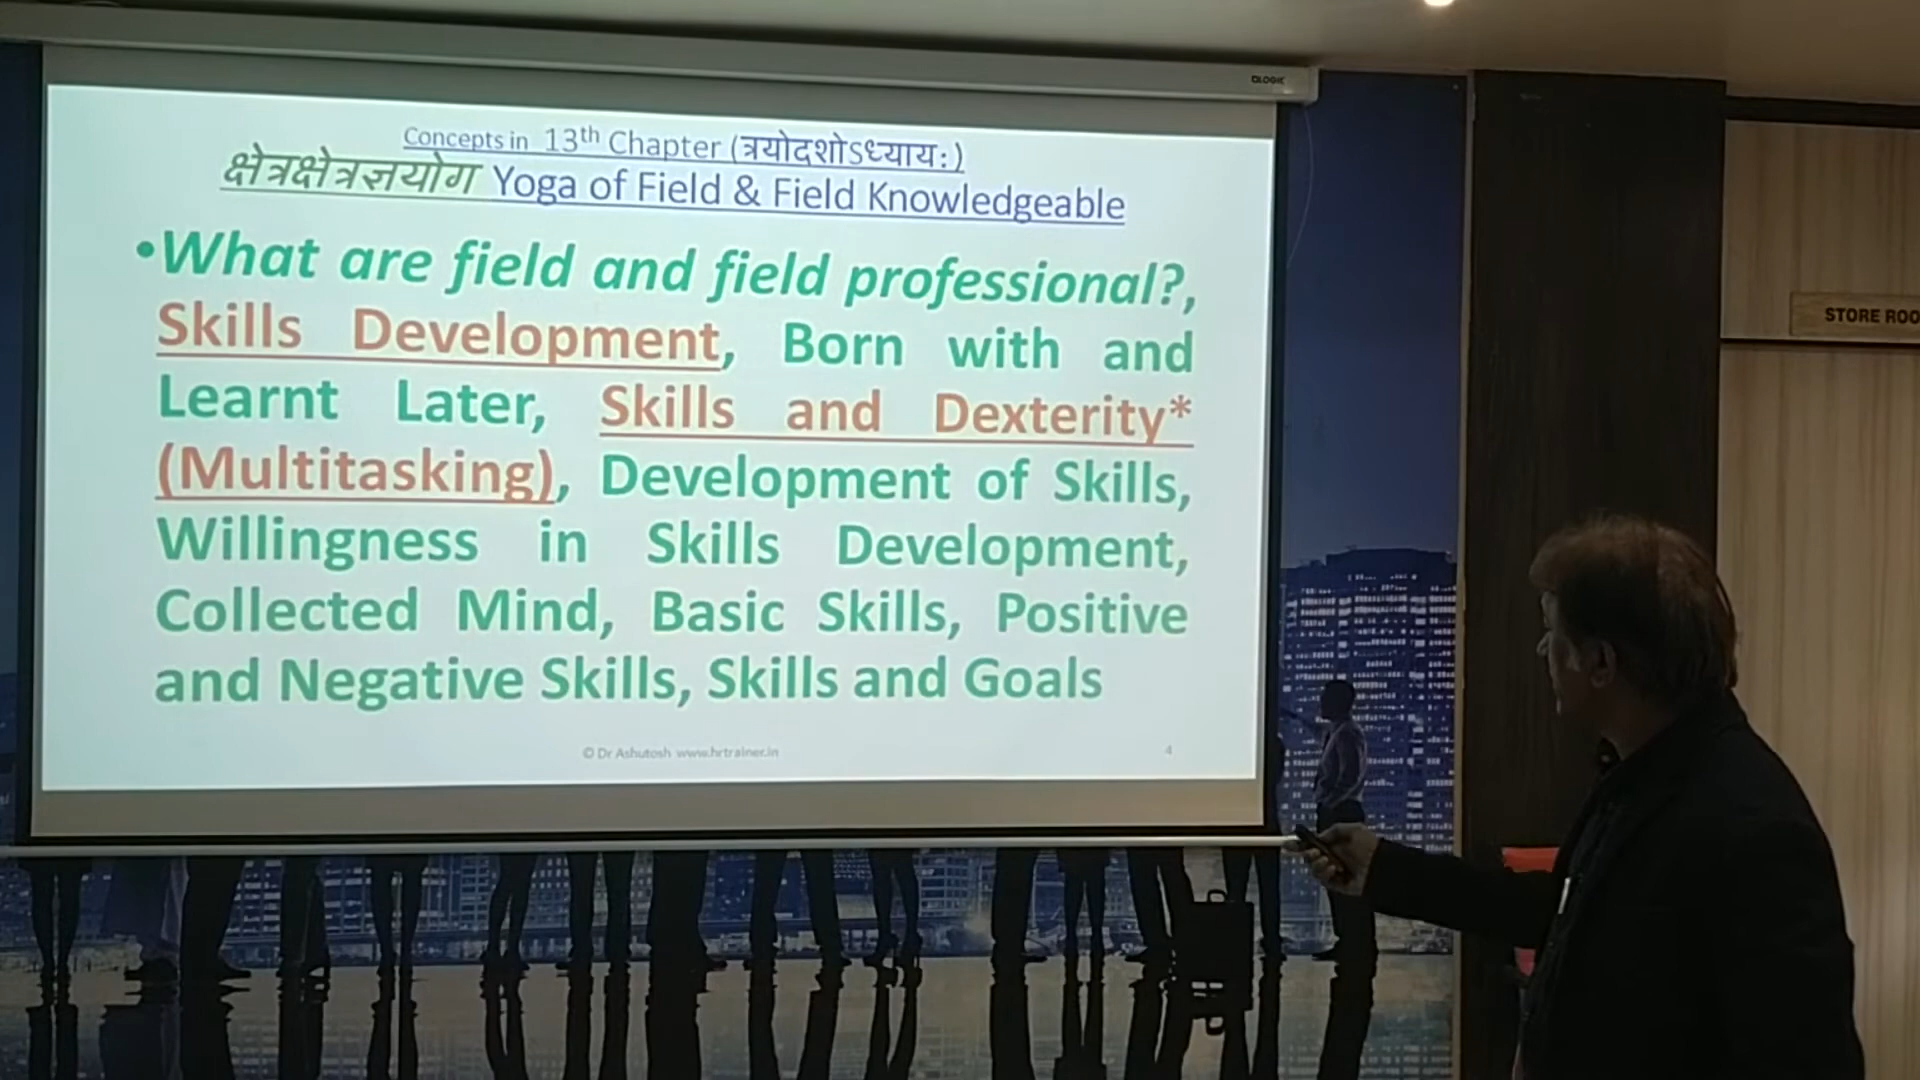 DLOGIC
Concepts in 13th Chapter (त्रयोदशोऽध्यायः)
क्षेत्रक्षेत्रज्ञयोग Yoga of Field & Field Knowledgeable
•What are field and field professional?,
Skills Development, Born with and
Learnt Later, Skills and Dexterity*
(Multitasking), Development of Skills,
Willingness in Skills Development,
Collected Mind, Basic Skills, Positive
and Negative Skills, Skills and Goals
© Dr Ashutosh www.hrtrainer.in
4
STORE ROO